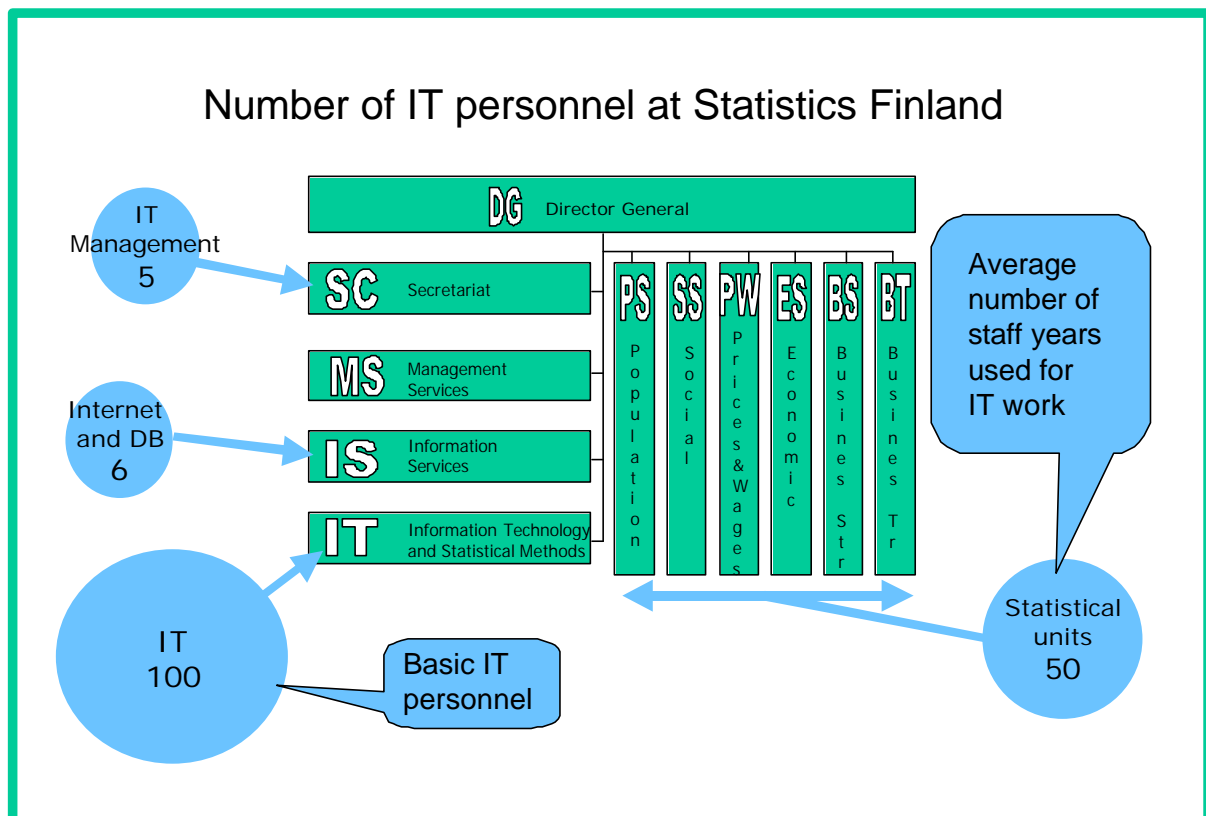 Number of IT personnel at Statistics Finland
DG Director General
IT
Management
5
SC Secretariat
MS Management
Services
Internet
and DB
6
IS Information
Services
IT Information Technology
and Statistical Methods
IT
100
Basic IT
personnel
PS Population
SS Social
PW Prices&Wages
ES Economic
BS Busines Str
BT Busines Tr
Average
number of
staff years
used for
IT work
Statistical
units
50